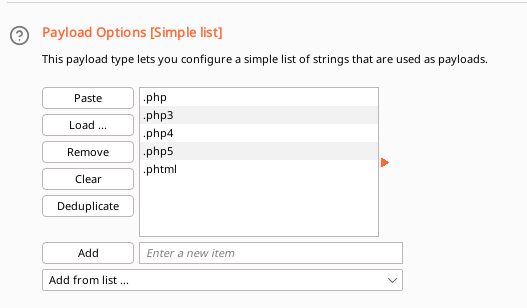 Payload Options [Simple list]
This payload type lets you configure a simple list of strings that are used as payloads.
Paste
Load ...
Remove
Clear
Deduplicate
.php
.php3
.php4
.php5
.phtml
Add
Enter a new item
Add from list ...